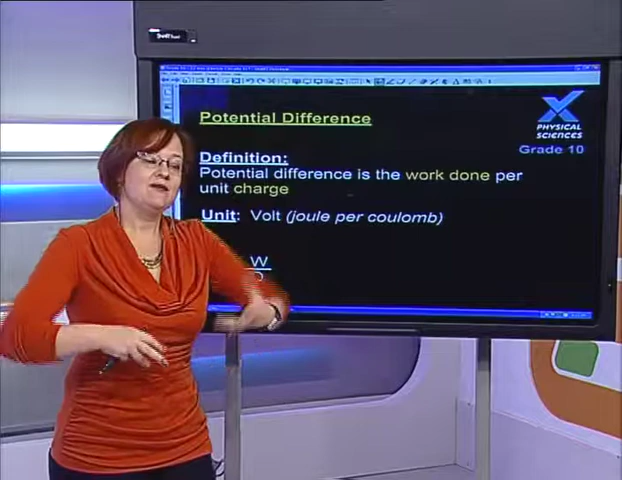 Potential Difference
PHYSICAL
SCIENCES
Grade 10
Definition:
Potential difference is the work done per
unit charge
Unit: Volt (joule per coulomb)
W